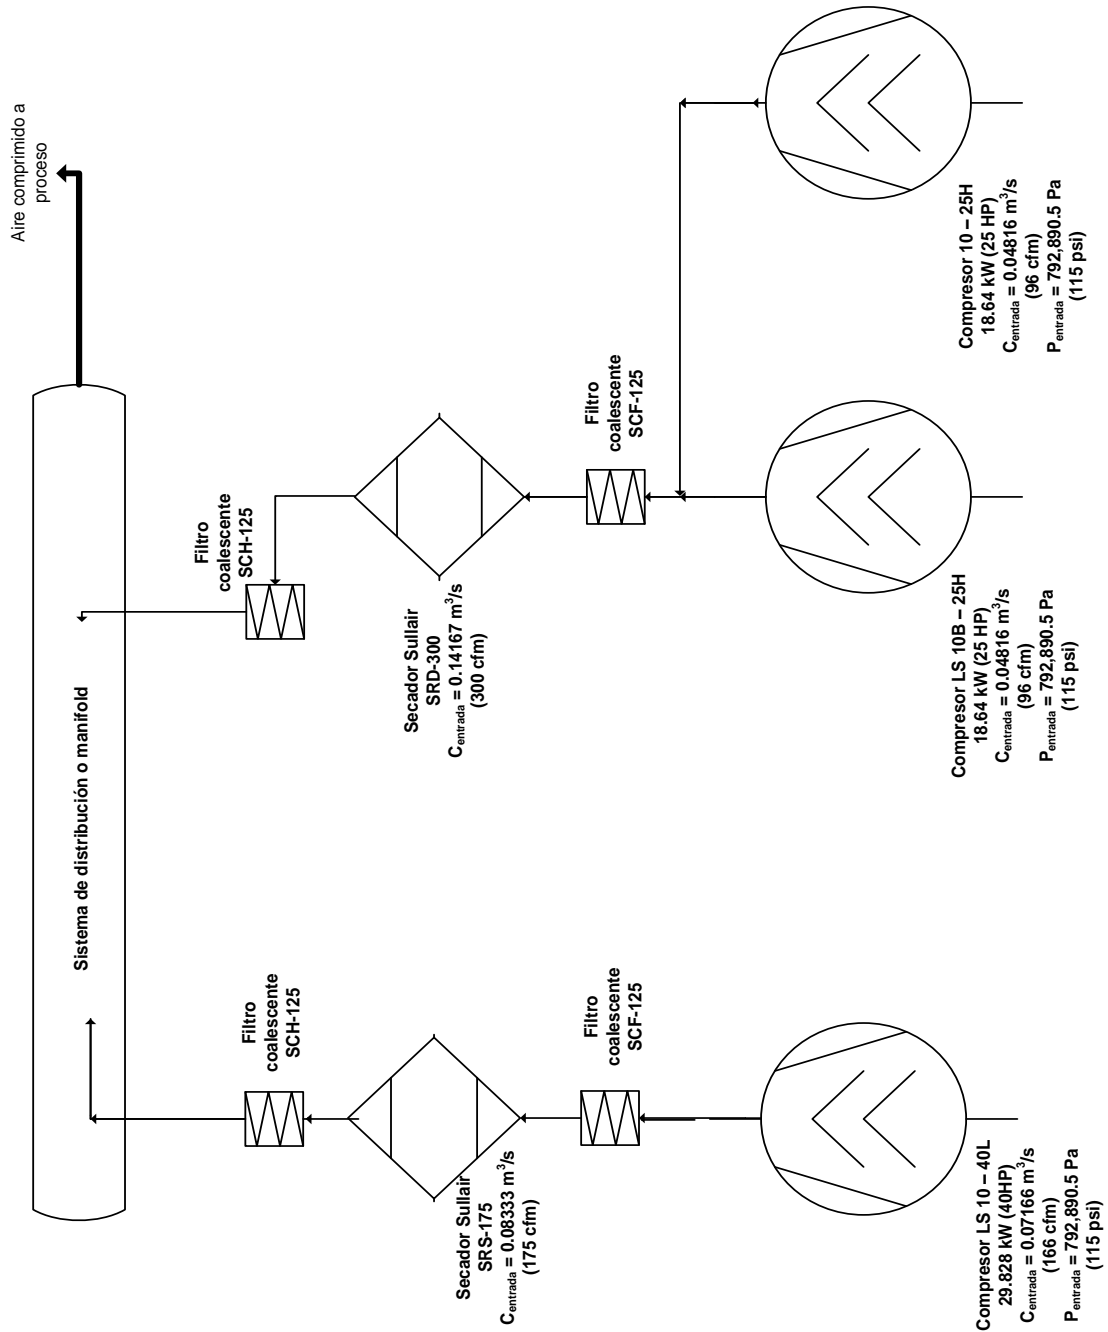 Aire comprimido a
proceso
Sistema de distribución o manifold
Filtro
coalescente
SCH-125
Filtro
coalescente
SCH-125
Secador Sullair
SRS-175
Centrada = 0.08333 m³/s
(175 cfm)
Secador Sullair
SRD-300
Centrada = 0.14167 m³/s
(300 cfm)
Filtro
coalescente
SCF-125
Filtro
coalescente
SCF-125
Compresor LS 10 – 40L
29.828 kW (40HP)
Centrada = 0.07166 m³/s
(166 cfm)
Pentrada = 792,890.5 Pa
(115 psi)
Compresor LS 10B – 25H
18.64 kW (25 HP)
Centrada = 0.04816 m³/s
(96 cfm)
Pentrada = 792,890.5 Pa
(115 psi)
Compresor 10 – 25H
18.64 kW (25 HP)
Centrada = 0.04816 m³/s
(96 cfm)
Pentrada = 792,890.5 Pa
(115 psi)